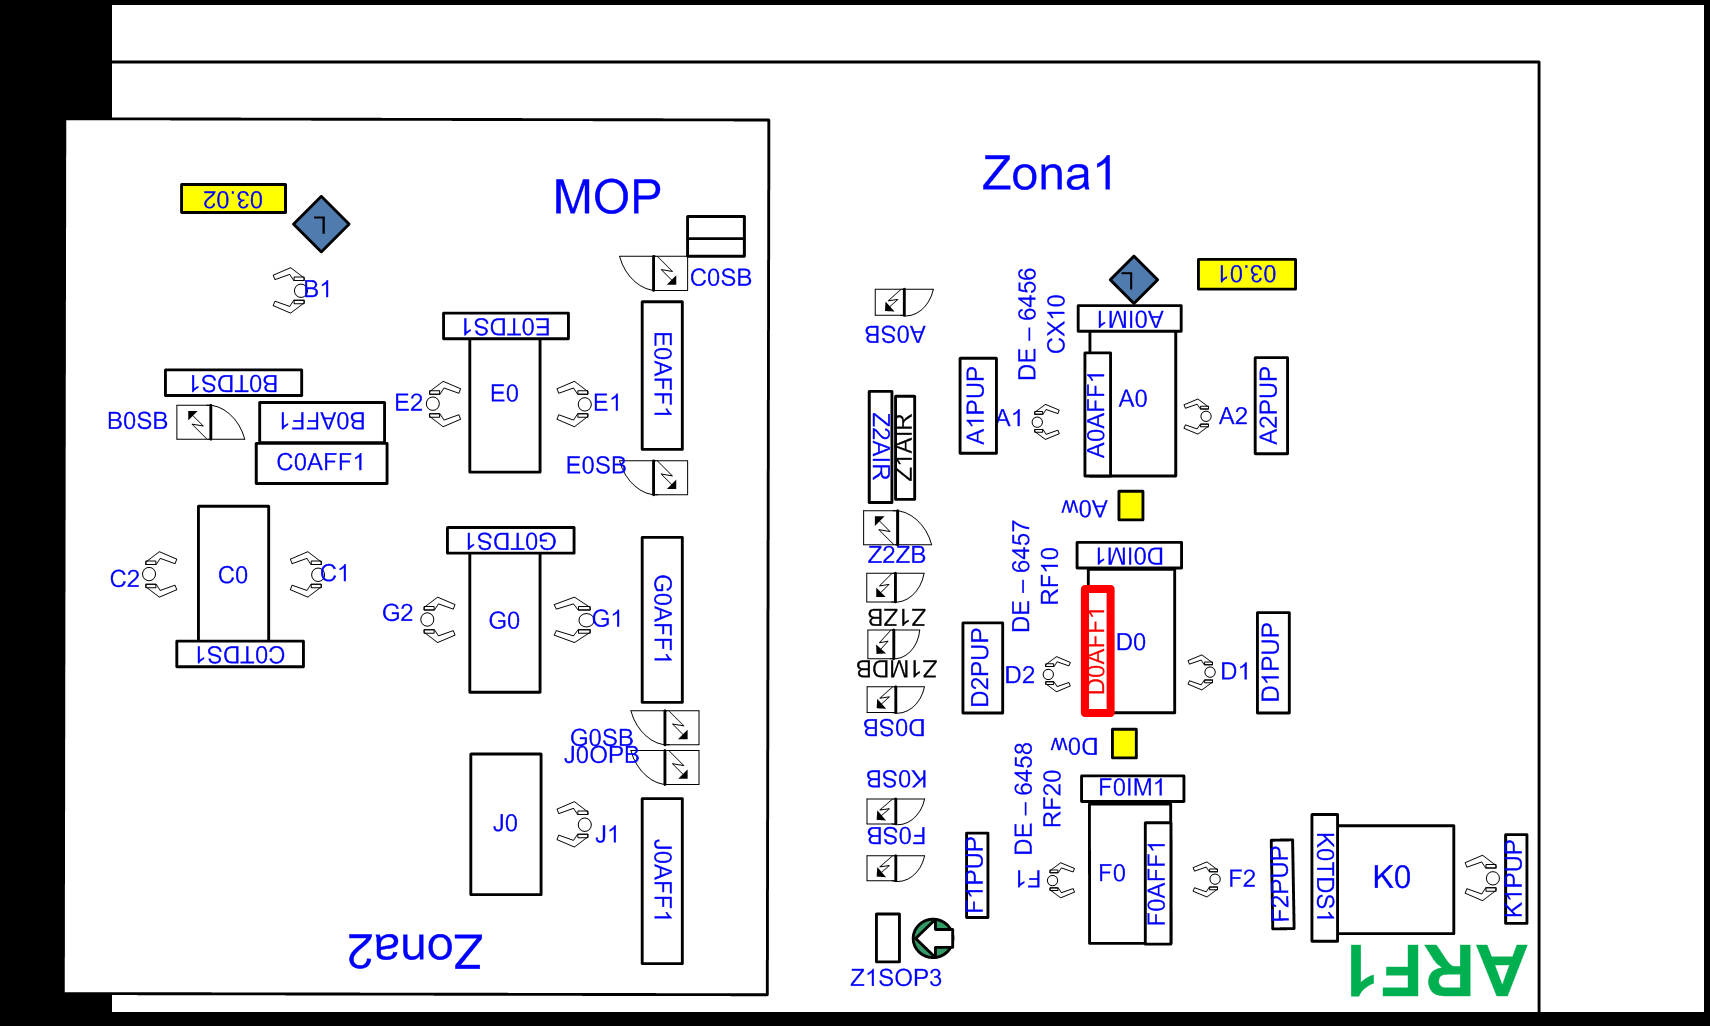 MOP
03.02
L
B1
C0SB
E0TDS1
E0AFF1
B0TDS1
B0SB
B0AFF1
C0AFF1
E2
E0
E1
E0SB
C2
C0
C1
C0TDS1
G0TDS1
G2
G0
G1
G0AFF1
G0SB
J0OPB
J0
J1
J0AFF1
Zona2
Zona1
A0SB
DE – 6456
CX10
L
03.01
A0IM1
A1PUP
A1
A0AFF1
A0
A2
A2PUP
Z2AIR
Z1AIR
A0w
Z2ZB
Z1ZB
Z1MDB
D0SB
DE – 6457
RF10
D0IM1
D2PUP
D2
D0AFF1
D0
D1
D1PUP
D0w
K0SB
F0SB
DE – 6458
RF20
F0IM1
F1PUP
F1
F0
F0AFF1
F2
F2PUP
K0TDS1
K0
K1PUP
Z1SOP3
ARF1